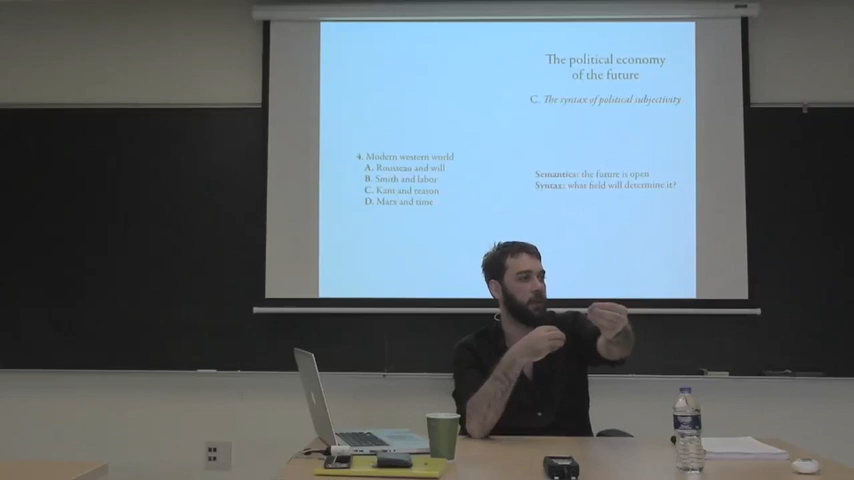 The political economy
of the future
C. The syntax of political subjectivity
4. Modern western world
A. Rousseau and will
B. Smith and labor
C. Kant and reason
D. Marx and time
Semantics: the future is open
Syntax: what field will determine it?